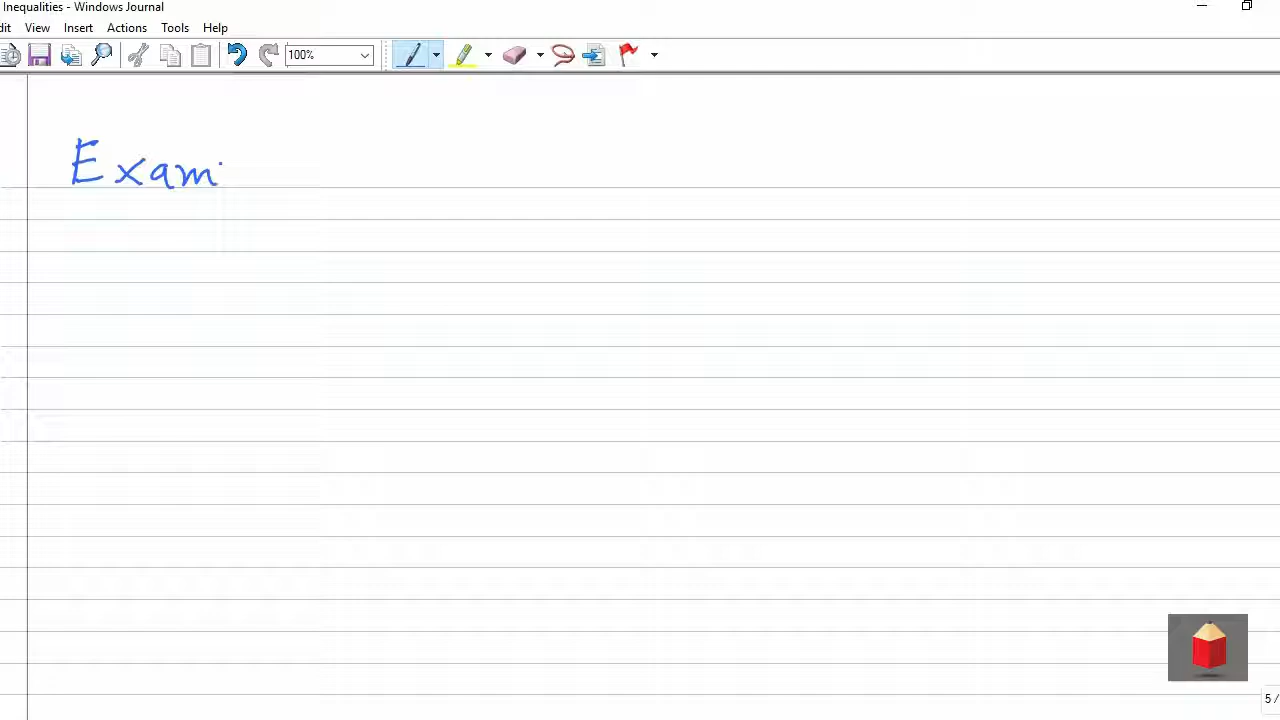 Inequalities - Windows Journal
dit View Insert Actions Tools Help
100%
Exam
5 /